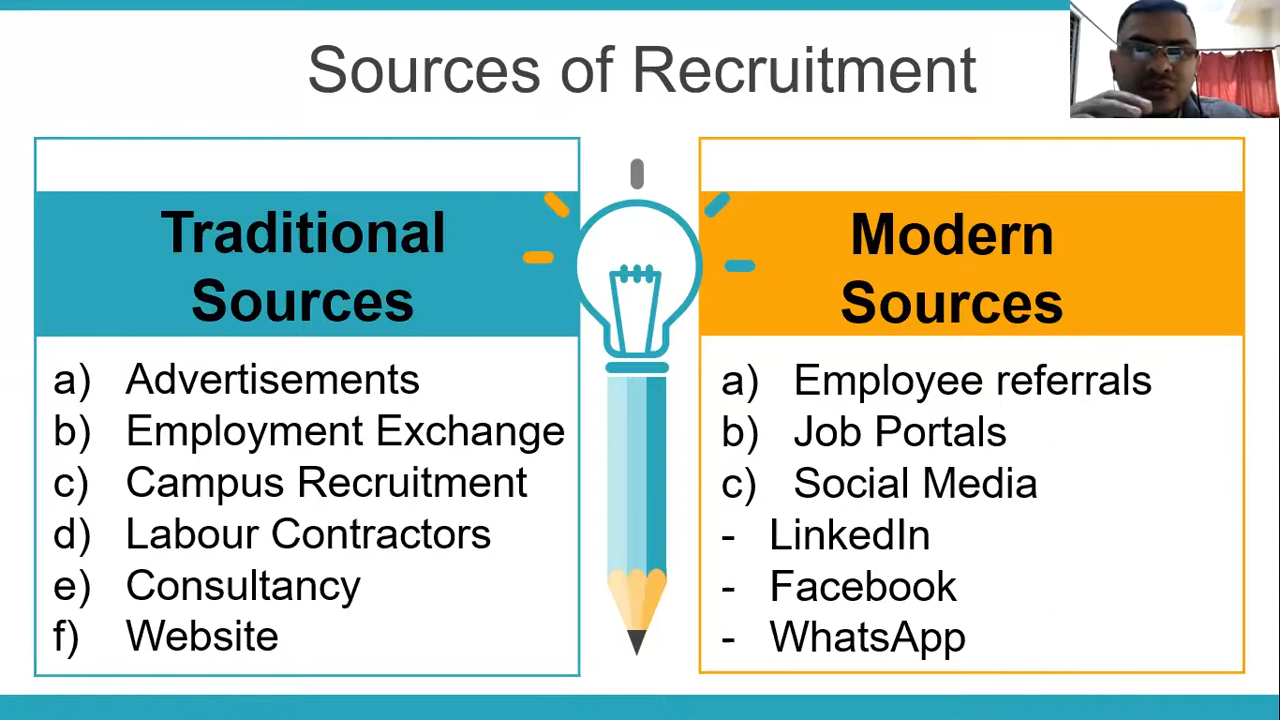 Sources of Recruitment
Traditional
Sources
a) Advertisements
b) Employment Exchange
c) Campus Recruitment
d) Labour Contractors
e) Consultancy
f) Website
Modern
Sources
a) Employee referrals
b) Job Portals
c) Social Media
- LinkedIn
- Facebook
- WhatsApp